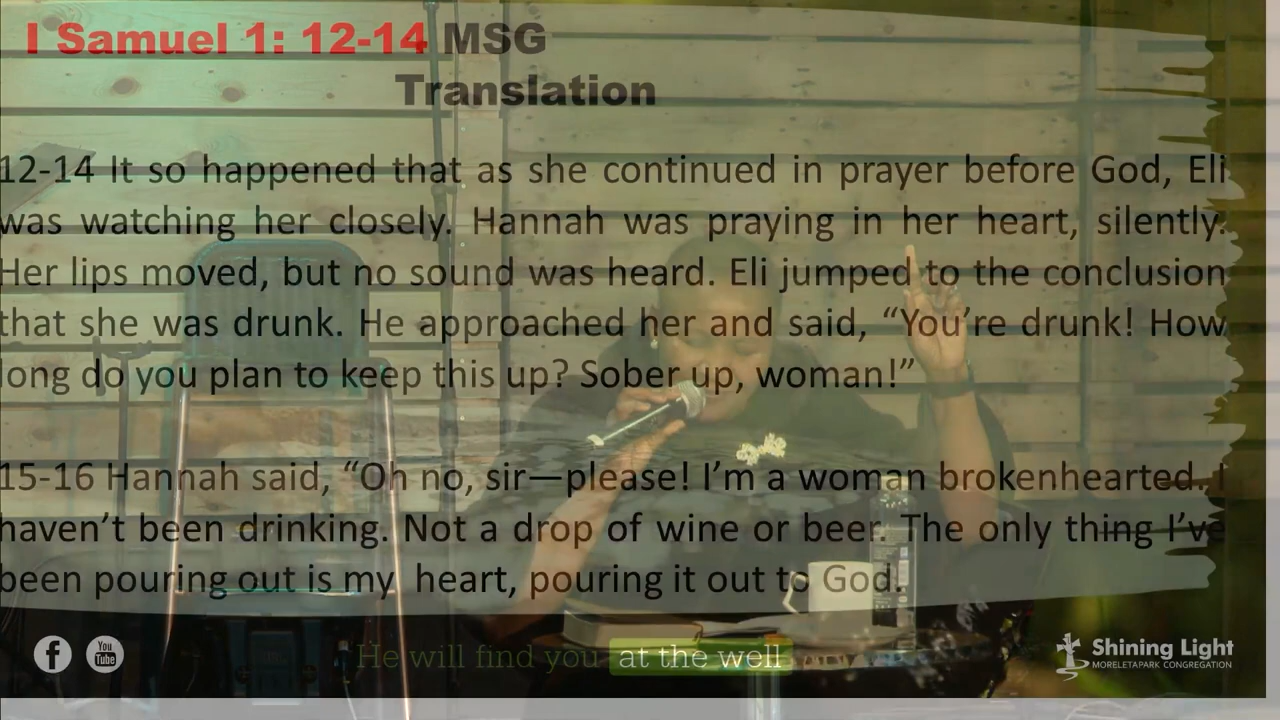 I Samuel 1: 12-14 MSG
Translation
12-14 It so happened that as she continued in prayer before God, Eli
was watching her closely. Hannah was praying in her heart, silently.
Her lips moved, but no sound was heard. Eli jumped to the conclusion
that she was drunk. He approached her and said, “You’re drunk! How
long do you plan to keep this up? Sober up, woman!”
15-16 Hannah said, “Oh no, sir—please! I’m a woman brokenhearted. I
haven’t been drinking. Not a drop of wine or beer. The only thing I’ve
been pouring out is my heart, pouring it out to God.
f
You
Tube
He will find you at the well
Shining Light
MORELETAPARK CONGREGATION